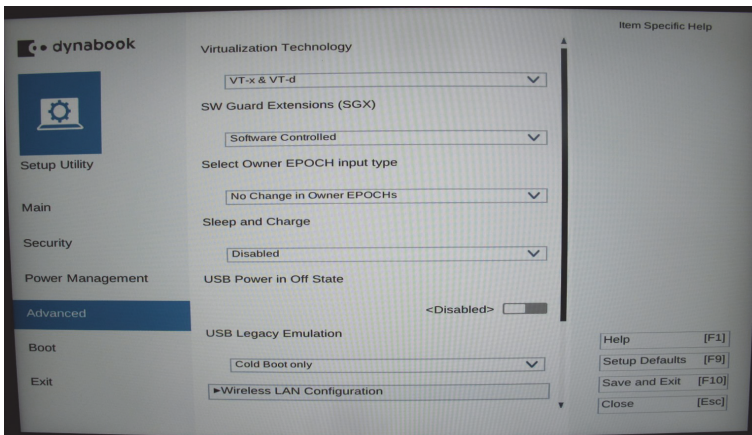 dynabook
Setup Utility
Main
Security
Power Management
Advanced
Boot
Exit
Virtualization Technology
VT-x & VT-d
SW Guard Extensions (SGX)
Software Controlled
Select Owner EPOCH input type
No Change in Owner EPOCHs
Sleep and Charge
Disabled
USB Power in Off State
<Disabled>
USB Legacy Emulation
Cold Boot only
►Wireless LAN Configuration
Item Specific Help
Help [F1]
Setup Defaults [F9]
Save and Exit [F10]
Close [Esc]